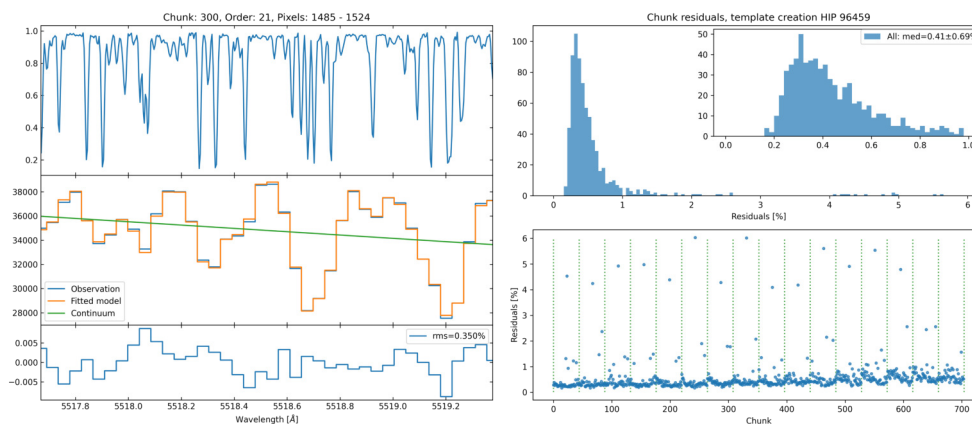 Chunk: 300, Order: 21, Pixels: 1485 - 1524
1.0
0.8
0.6
0.4
0.2
38000
36000
34000
32000
30000
28000
Observation
Fitted model
Continuum
0.005
0.000
−0.005
rms=0.350%
5517.8 5518.0 5518.2 5518.4 5518.6 5518.8 5519.0 5519.2
Wavelength [Å]
Chunk residuals, template creation HIP 96459
100
80
60
40
20
0
0 1 2 3 4 5 6
Residuals [%]
50
40
30
20
10
0
All: med=0.41±0.69%
0.0 0.2 0.4 0.6 0.8 1.0
Residuals [%]
6
5
4
3
2
1
0
0 100 200 300 400 500 600 700
Chunk